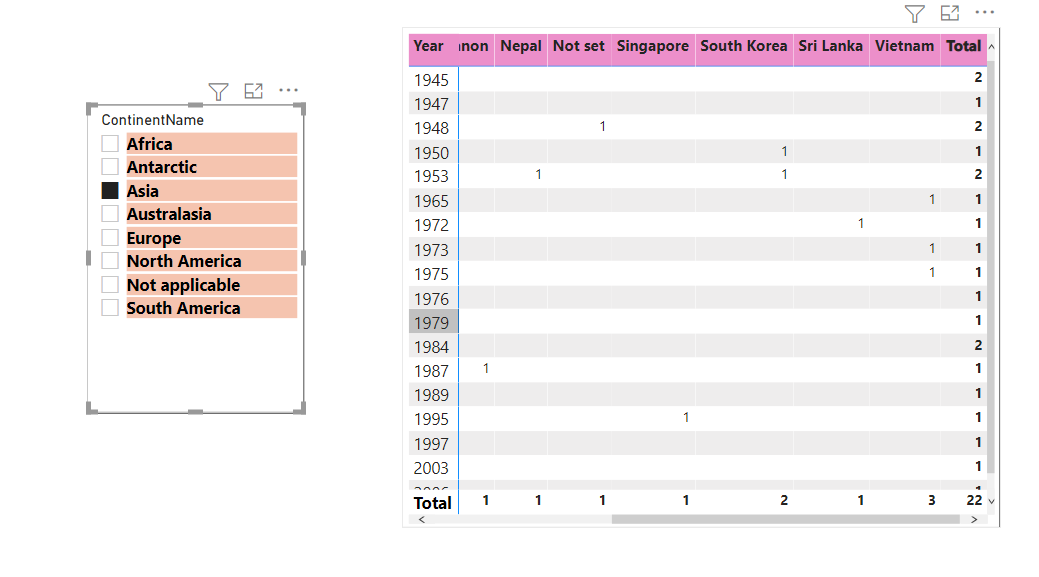 ContinentName
Africa
Antarctic
Asia
Australasia
Europe
North America
Not applicable
South America
Year non Nepal Not set Singapore South Korea Sri Lanka Vietnam Total
1945 2
1947 1
1948 1 2
1950 1 1
1953 1 1 2
1965 1 1
1972 1 1
1973 1 1
1975 1 1
1976 1
1979 1
1984 2
1987 1 1
1989 1
1995 1 1
1997 1
2003 1
Total 1 1 1 1 2 1 3 22